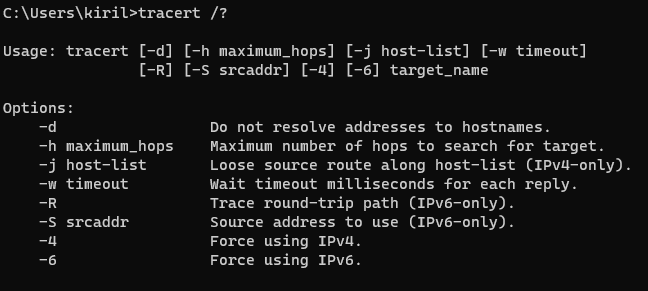 C:\Users\kiril>tracert /?
Usage: tracert [-d] [-h maximum_hops] [-j host-list] [-w timeout]
[-R] [-S srcaddr] [-4] [-6] target_name
Options:
-d Do not resolve addresses to hostnames.
-h maximum_hops Maximum number of hops to search for target.
-j host-list Loose source route along host-list (IPv4-only).
-w timeout Wait timeout milliseconds for each reply.
-R Trace round-trip path (IPv6-only).
-S srcaddr Source address to use (IPv6-only).
-4 Force using IPv4.
-6 Force using IPv6.